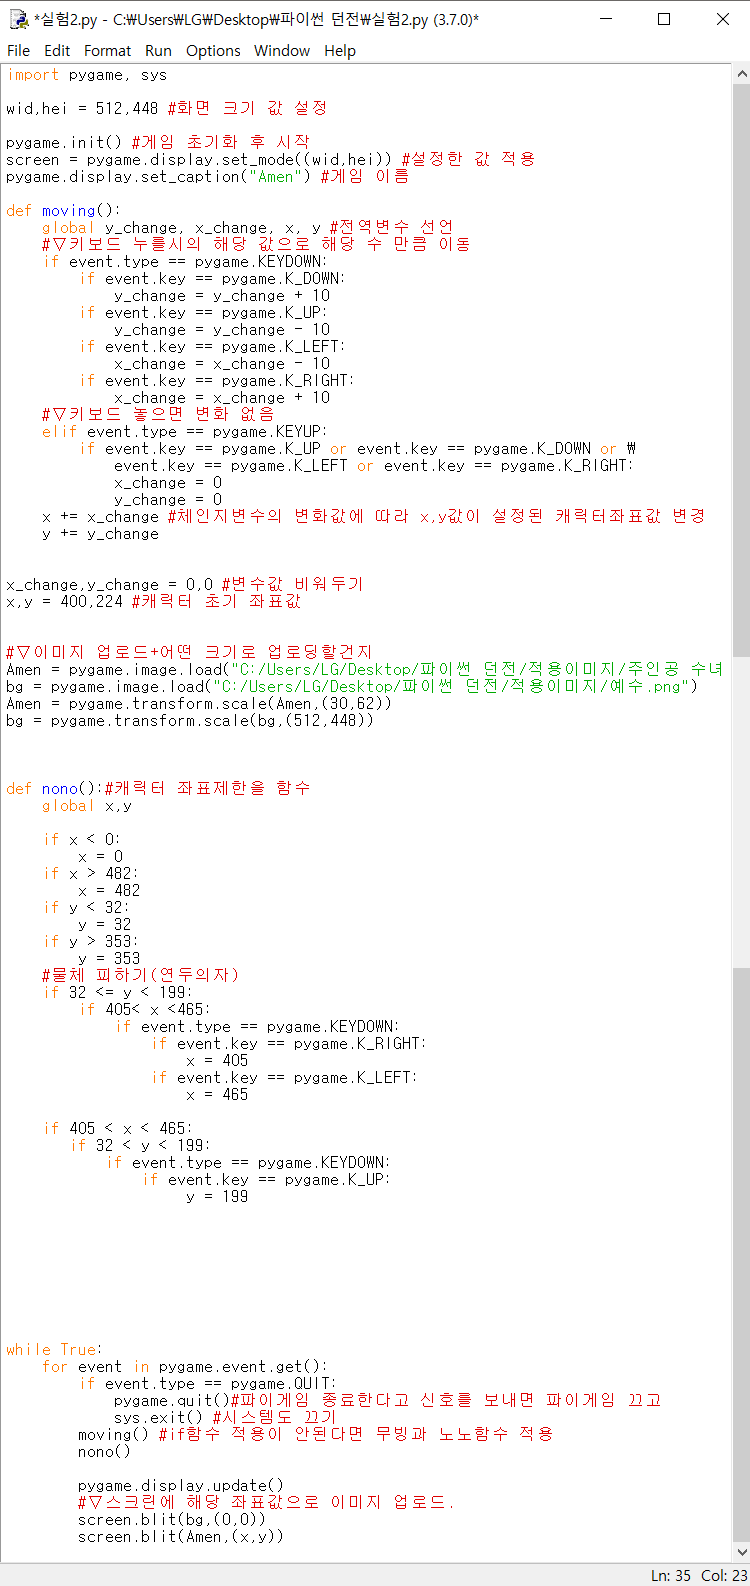 *실험2.py - C:₩Users₩LG₩Desktop₩파이썬 던전₩실험2.py (3.7.0)*
File Edit Format Run Options Window Help
import pygame, sys
wid,hei = 512,448 #화면 크기 값 설정
pygame.init() #게임 초기화 후 시작
screen = pygame.display.set_mode((wid,hei)) #설정한 값 적용
pygame.display.set_caption("Amen") #게임 이름
def moving():
    global y_change, x_change, x, y #전역변수 선언
    #▽키보드 누를시의 해당 값으로 해당 수 만큼 이동
    if event.type == pygame.KEYDOWN:
        if event.key == pygame.K_DOWN:
            y_change = y_change + 10
        if event.key == pygame.K_UP:
            y_change = y_change - 10
        if event.key == pygame.K_LEFT:
            x_change = x_change - 10
        if event.key == pygame.K_RIGHT:
            x_change = x_change + 10
    #▽키보드 놓으면 변화 없음
    elif event.type == pygame.KEYUP:
        if event.key == pygame.K_UP or event.key == pygame.K_DOWN or ₩
            event.key == pygame.K_LEFT or event.key == pygame.K_RIGHT:
            x_change = 0
            y_change = 0
    x += x_change #체인지변수의 변화값에 따라 x,y값이 설정된 캐릭터좌표값 변경
    y += y_change
x_change,y_change = 0,0 #변수값 비워두기
x,y = 400,224 #캐릭터 초기 좌표값
#▽이미지 업로드+어떤 크기로 업로딩할건지
Amen = pygame.image.load("C:/Users/LG/Desktop/파이썬 던전/적용이미지/주인공 수녀
bg = pygame.image.load("C:/Users/LG/Desktop/파이썬 던전/적용이미지/예수.png")
Amen = pygame.transform.scale(Amen,(30,62))
bg = pygame.transform.scale(bg,(512,448))
def nono():#캐릭터 좌표제한을 함수
    global x,y
    if x < 0:
        x = 0
    if x > 482:
        x = 482
    if y < 32:
        y = 32
    if y > 353:
        y = 353
    #물체 피하기(연두의자)
    if 32 <= y < 199:
        if 405< x <465:
            if event.type == pygame.KEYDOWN:
                if event.key == pygame.K_RIGHT:
                    x = 405
                if event.key == pygame.K_LEFT:
                    x = 465
    if 405 < x < 465:
       if 32 < y < 199:
           if event.type == pygame.KEYDOWN:
               if event.key == pygame.K_UP:
                    y = 199
while True:
    for event in pygame.event.get():
        if event.type == pygame.QUIT:
            pygame.quit()#파이게임 종료한다고 신호를 보내면 파이게임 끄고
            sys.exit() #시스템도 끄기
        moving() #if함수 적용이 안된다면 무빙과 노노함수 적용
        nono()
        pygame.display.update()
        #▽스크린에 해당 좌표값으로 이미지 업로드.
        screen.blit(bg,(0,0))
        screen.blit(Amen,(x,y))
Ln: 35 Col: 23